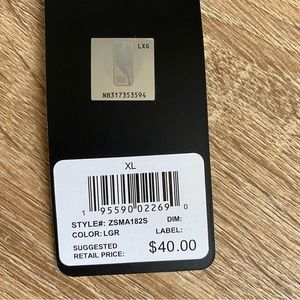 LXG
NB317353594
XL
1 95590 02269 0
STYLE#: ZSMA182S DIM:
COLOR: LGR LABEL:
SUGGESTED
RETAIL PRICE: $40.00